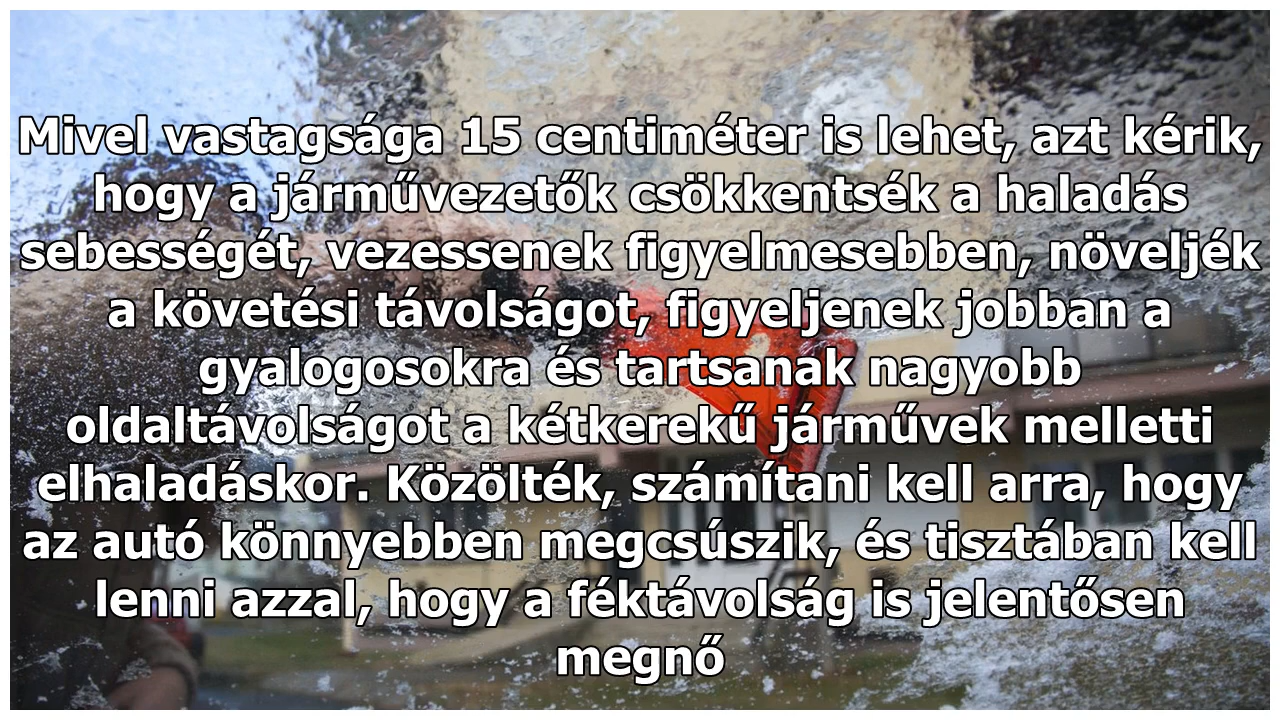 Mivel vastagsága 15 centiméter is lehet, azt kérik,
hogy a járművezetők csökkentsék a haladás
sebességét, vezessenek figyelmesebben, növeljék
a követési távolságot, figyeljenek jobban a
gyalogosokra és tartsanak nagyobb
oldaltávolságot a kétkerekű járművek melletti
elhaladáskor. Közölték, számítani kell arra, hogy
az autó könnyebben megcsúszik, és tisztában kell
lenni azzal, hogy a féktávolság is jelentősen
megnő